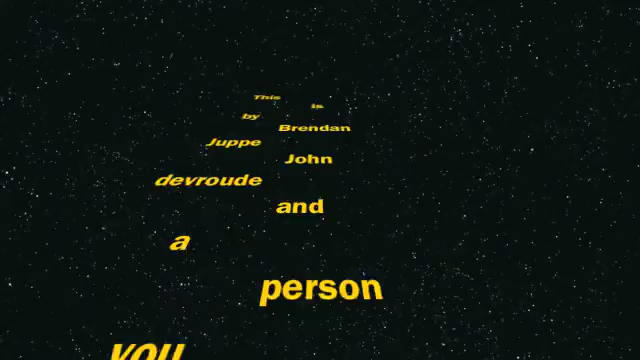 This is
by Brendan
Juppe John
devroude and
a person
you